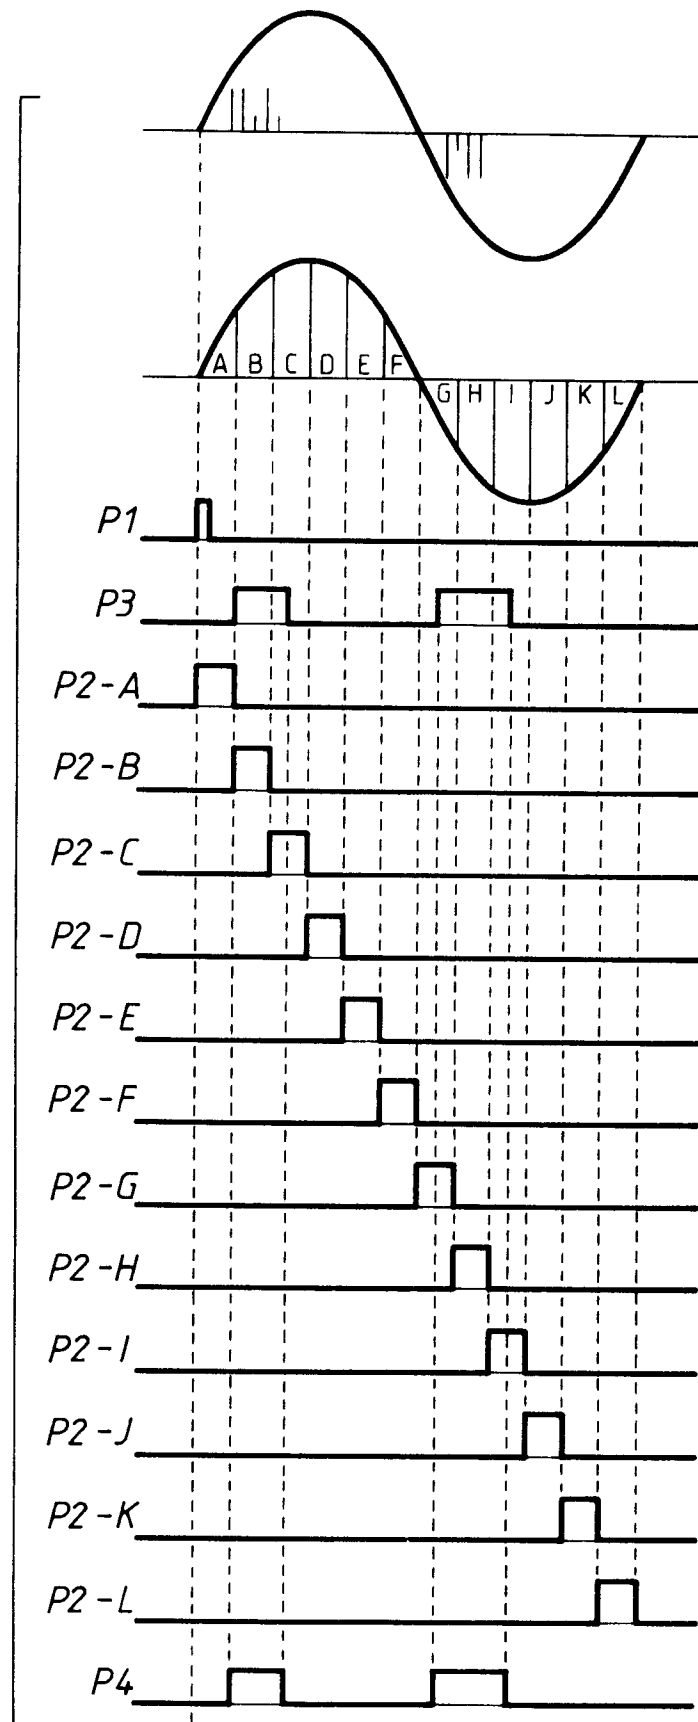 A B C D E F
G H I J K L
P1
P3
P2-A
P2-B
P2-C
P2-D
P2-E
P2-F
P2-G
P2-H
P2-I
P2-J
P2-K
P2-L
P4